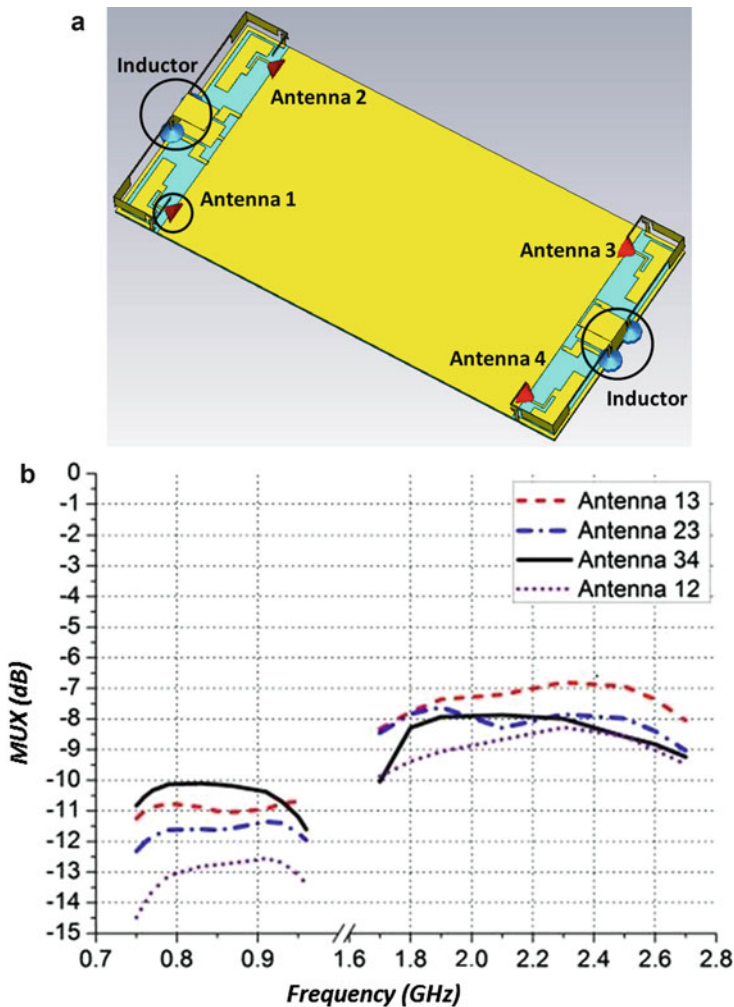 a
Inductor
Antenna 2
Antenna 1
Antenna 3
Antenna 4
Inductor
b
0
-1
-2
-3
-4
-5
-6
-7
-8
-9
-10
-11
-12
-13
-14
-15
MUX (dB)
Antenna 13
Antenna 23
Antenna 34
Antenna 12
0.7 0.8 0.9 1.6 1.8 2.0 2.2 2.4 2.6 2.8
Frequency (GHz)